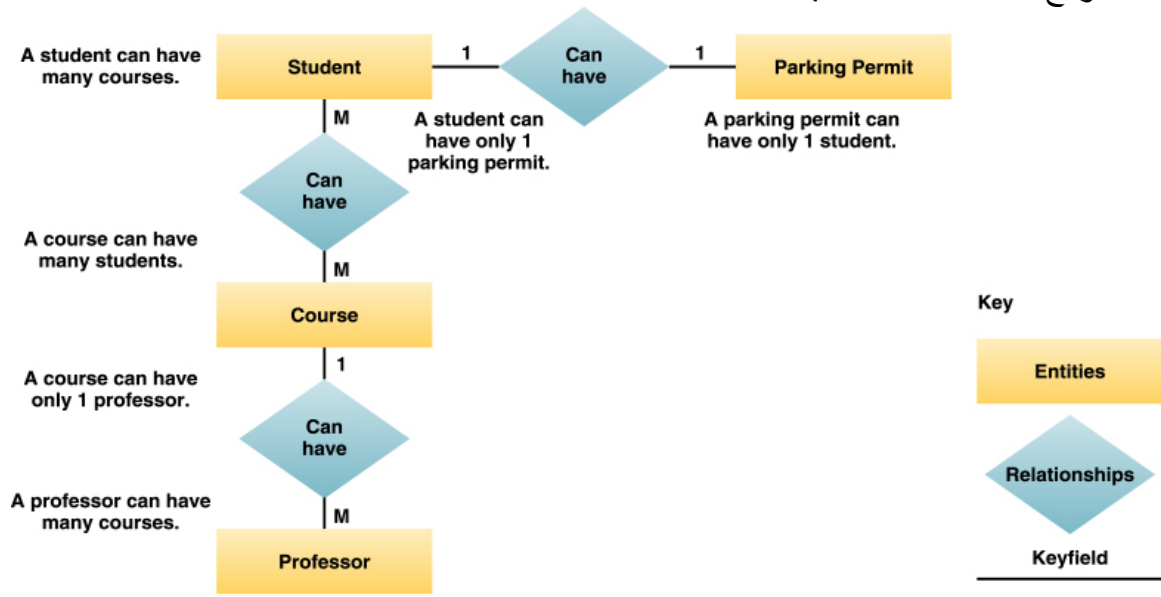 A student can have
many courses.
Student
1
Can
have
1
Parking Permit
M
A student can
have only 1
parking permit.
A parking permit can
have only 1 student.
Can
have
A course can have
many students.
M
Course
Key
1
Entities
A course can have
only 1 professor.
Can
have
Relationships
A professor can have
many courses.
M
Professor
Keyfield